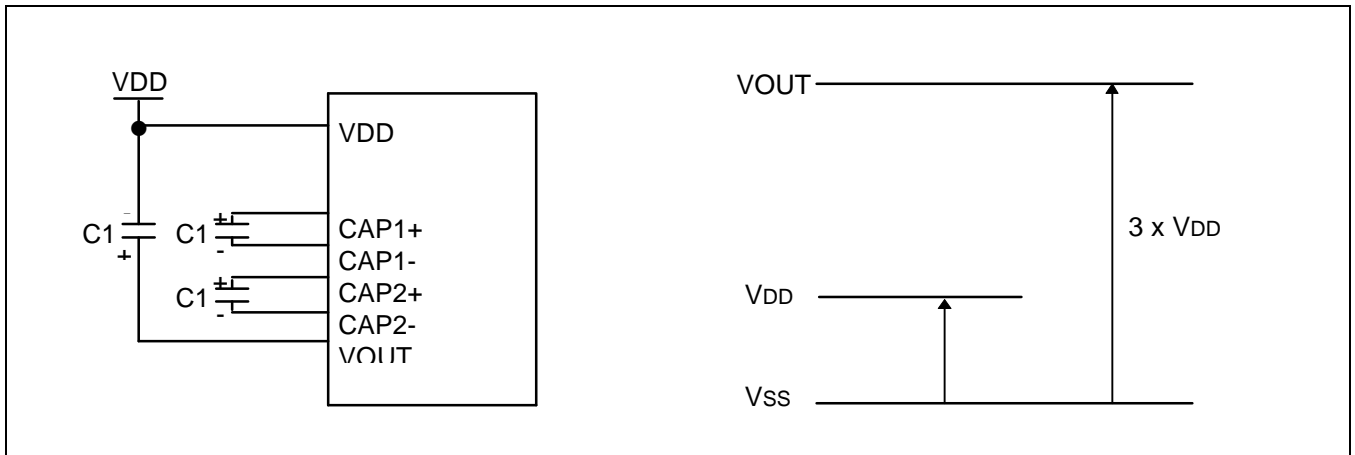 VDD
VDD
CAP1+
CAP1-
CAP2+
CAP2-
VOUT
-
C1
+
+
C1
-
+
C1
-
VOUT
3 x VDD
VDD
VSS